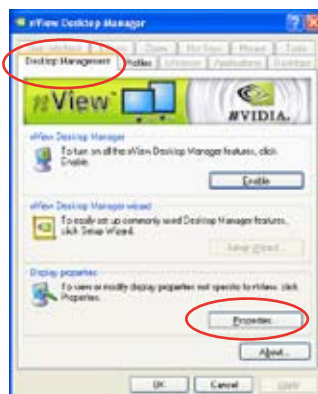 nView Desktop Manager
Desktop Management Profiles
nView
NVIDIA.
nView Desktop Manager
To turn on all the nView Desktop Manager features, click
Enable.
Enable
nView Desktop Manager wizard
To easily set up commonly used Desktop Manager features,
click Setup Wizard.
Setup Wizard...
Display properties
To view or modify display properties not specific to nView, click
Properties.
Properties...
About...
OK Cancel Apply